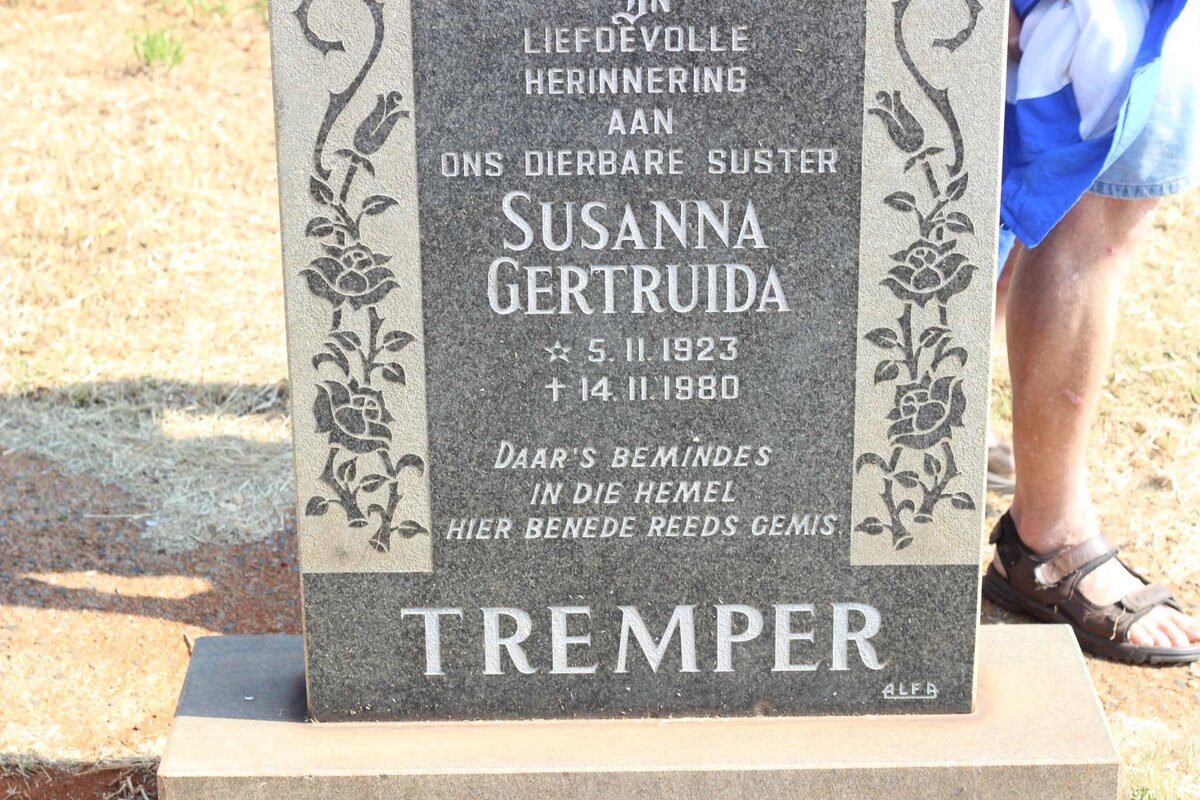 IN
LIEFDEVOLLE
HERINNERING
AAN
ONS DIERBARE SUSTER
SUSANNA
GERTRUIDA
☆ 5.11.1923
✝ 14.11.1980
DAAR'S BEMINDES
IN DIE HEMEL
HIER BENEDE REEDS GEMIS
TREMPER
ALFA